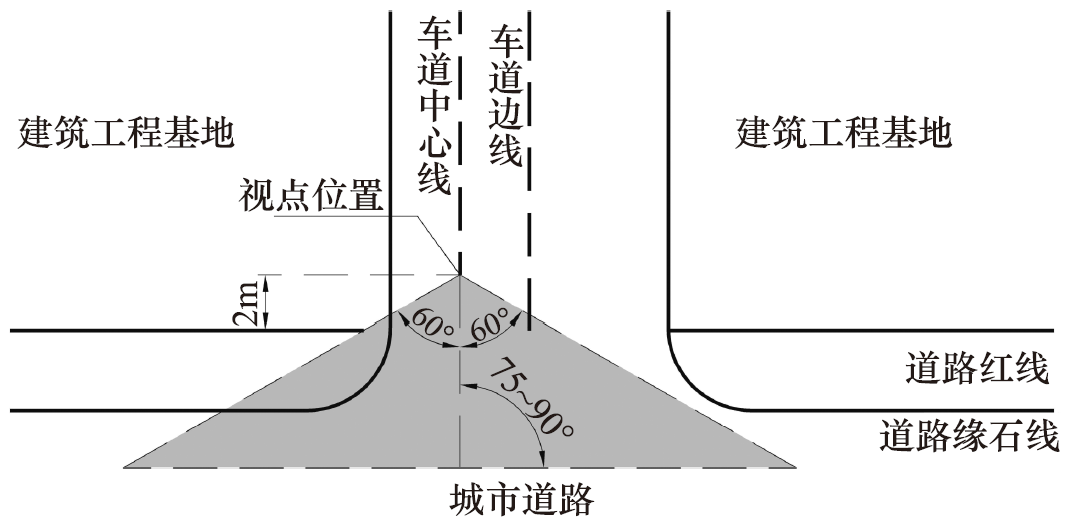 车道中心线
车道边线
建筑工程基地
建筑工程基地
视点位置
2m
60°
60°
75~90°
道路红线
道路缘石线
城市道路